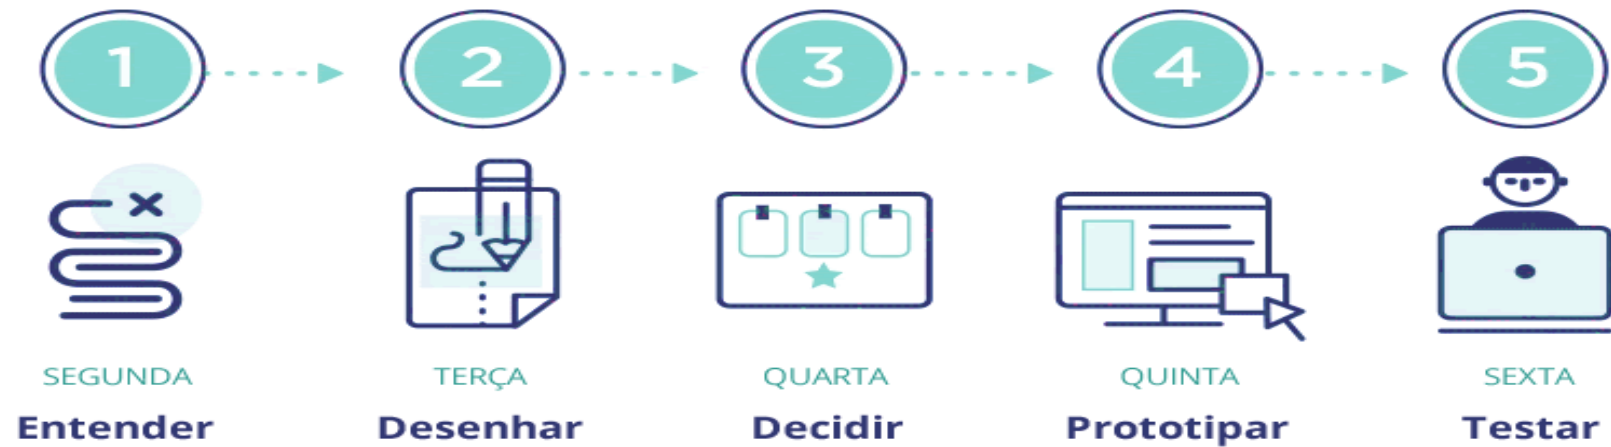 1 2 3 4 5
SEGUNDA TERÇA QUARTA QUINTA SEXTA
Entender Desenhar Decidir Prototipar Testar